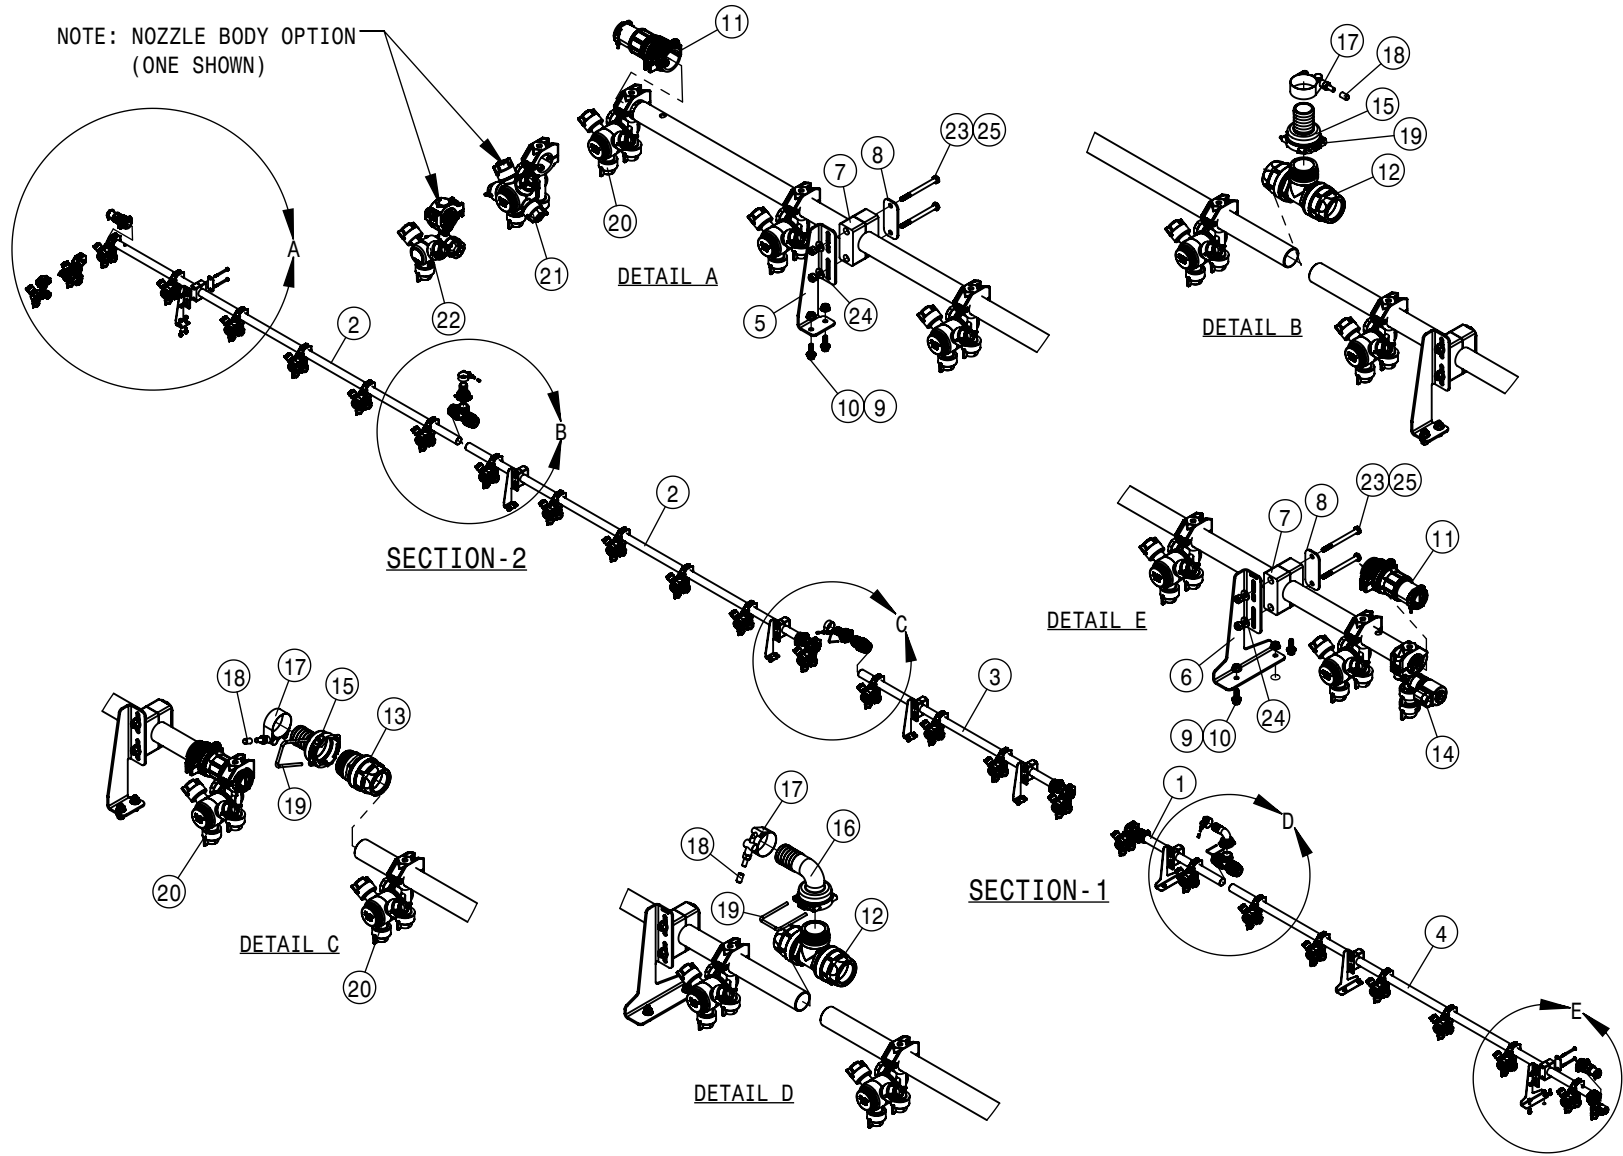 NOTE: NOZZLE BODY OPTION
(ONE SHOWN)
11
20
21
22
7
8
23 25
5
24
10 9
DETAIL A
17
18
15
19
12
DETAIL B
A
2
B
SECTION-2
2
C
3
7
8
23 25
11
DETAIL E
6
24
9 10
14
18
17
15
13
19
20
20
DETAIL C
17
18
16
19
12
DETAIL D
SECTION-1
1
D
4
E